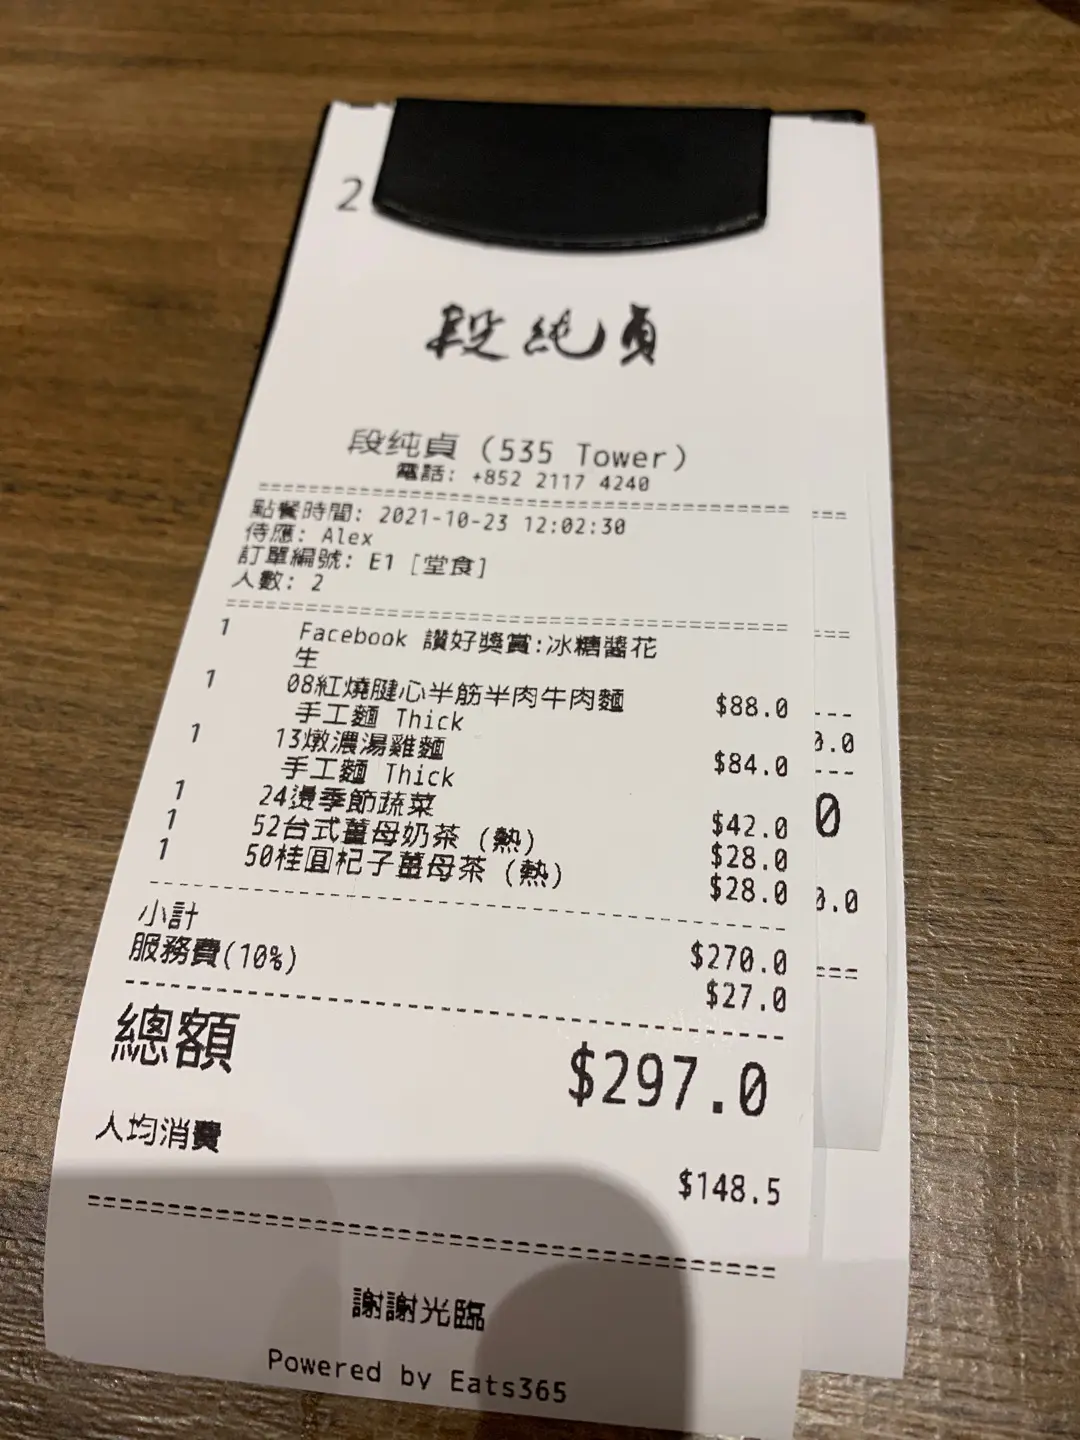 2
段純貞
段純貞 (535 Tower)
電話: +852 2117 4240
點餐時間: 2021-10-23 12:02:30
侍應: Alex
訂單編號: E1 [堂食]
人數: 2
1 Facebook 讚好獎賞:冰糖醬花
生
1 08紅燒腱心半筋半肉牛肉麵 $88.0
手工麵 Thick
1 13燉濃湯雞麵 $84.0
手工麵 Thick
1 24燙季節蔬菜 $42.0
1 52台式薑母奶茶 (熱) $28.0
1 50桂圓杞子薑母茶 (熱) $28.0
小計 $270.0
服務費(10%) $27.0
總額 $297.0
人均消費 $148.5
謝謝光臨
Powered by Eats365
0.0
0
0.0